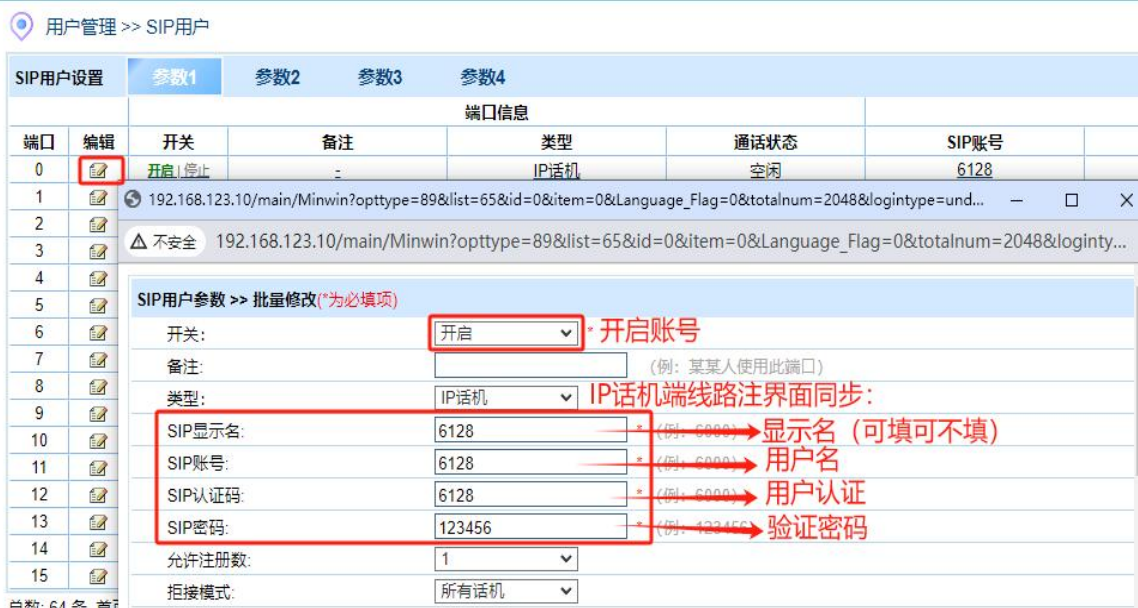 用户管理 >> SIP用户
SIP用户设置 参数1 参数2 参数3 参数4
端口信息
端口 编辑 开关 备注 类型 通话状态 SIP账号
0 开启|停止 - IP话机 空闲 6128
1
192.168.123.10/main/Minwin?opttype=89&list=65&id=0&item=0&Language_Flag=0&totalnum=2048&logintype=und...
2
不安全 192.168.123.10/main/Minwin?opttype=89&list=65&id=0&item=0&Language_Flag=0&totalnum=2048&loginty...
3
4
5 SIP用户参数 >> 批量修改(*为必填项)
6 开关: 开启 * 开启账号
7 备注: (例：某某人使用此端口)
8 类型: IP话机 IP话机端线路注界面同步：
9 SIP显示名: 6128 * (例：6000) 显示名（可填可不填）
10 SIP账号: 6128 * (例：6000) 用户名
11
12 SIP认证码: 6128 * (例：6000) 用户认证
13 SIP密码: 123456 * (例：123456) 验证密码
14 允许注册数: 1
15 拒接模式: 所有话机
总数: 64 条